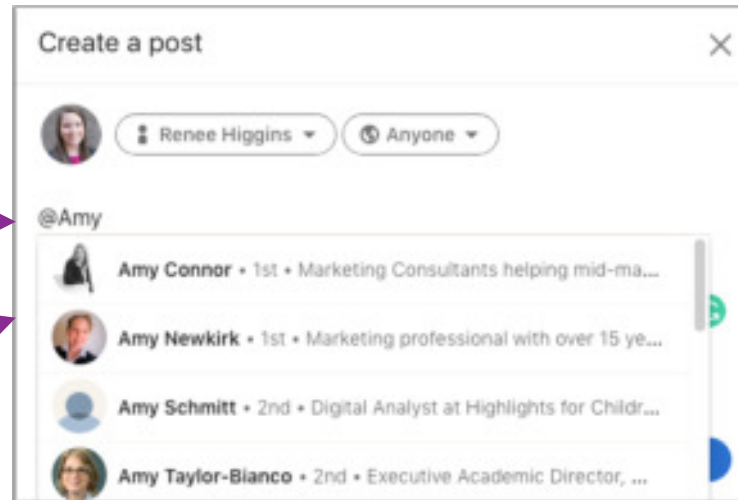 Create a post
Renee Higgins Anyone
@Amy
Amy Connor • 1st • Marketing Consultants helping mid-ma...
Amy Newkirk • 1st • Marketing professional with over 15 ye...
Amy Schmitt • 2nd • Digital Analyst at Highlights for Childr...
Amy Taylor-Bianco • 2nd • Executive Academic Director, ...